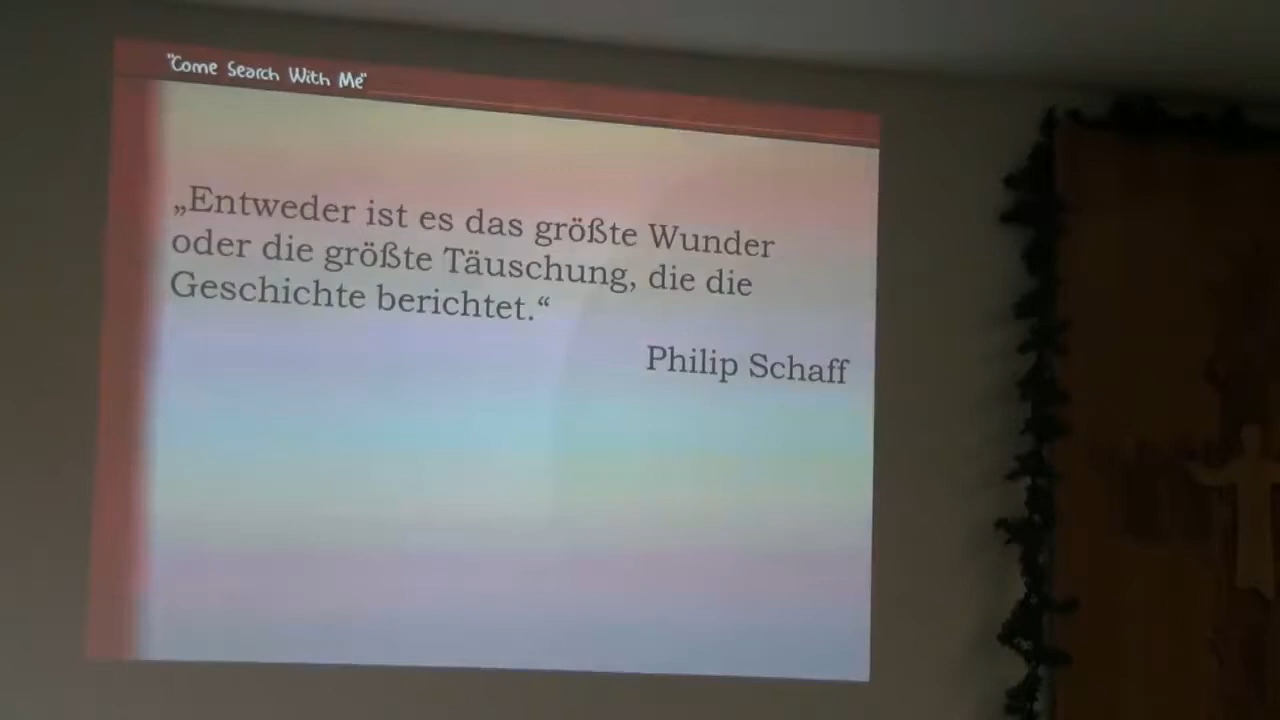 "Come Search With Me"
„Entweder ist es das größte Wunder
oder die größte Täuschung, die die
Geschichte berichtet.“
Philip Schaff